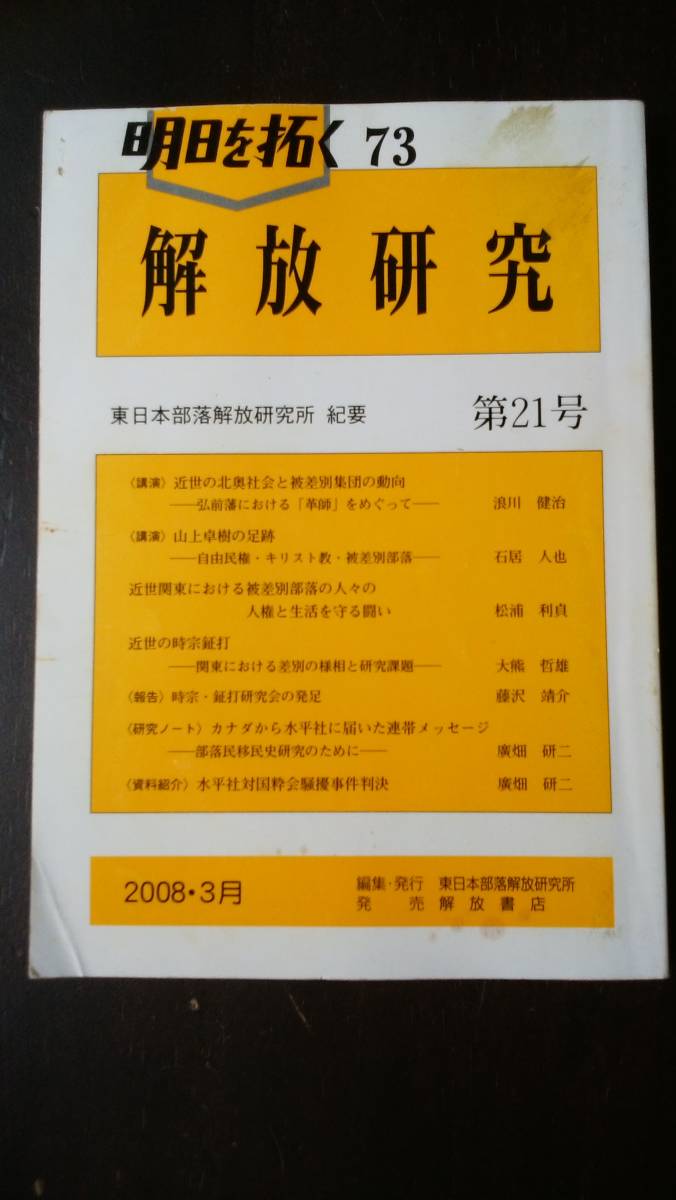 明日を拓く 73
解放研究
東日本部落解放研究所 紀要 第21号
〈講演〉近世の北奥社会と被差別集団の動向
──弘前藩における「革師」をめぐって── 浪川 健治
〈講演〉山上卓樹の足跡
──自由民権・キリスト教・被差別部落── 石居 人也
近世関東における被差別部落の人々の
人権と生活を守る闘い 松浦 利貞
近世の時宗鉦打
──関東における差別の様相と研究課題── 大熊 哲雄
〈報告〉時宗・鉦打研究会の発足 藤沢 靖介
〈研究ノート〉カナダから水平社に届いた連帯メッセージ
──部落民移民史研究のために── 廣畑 研二
〈資料紹介〉水平社対国粋会騒擾事件判決 廣畑 研二
2008・3月
編集・発行 東日本部落解放研究所
発売 解放書店